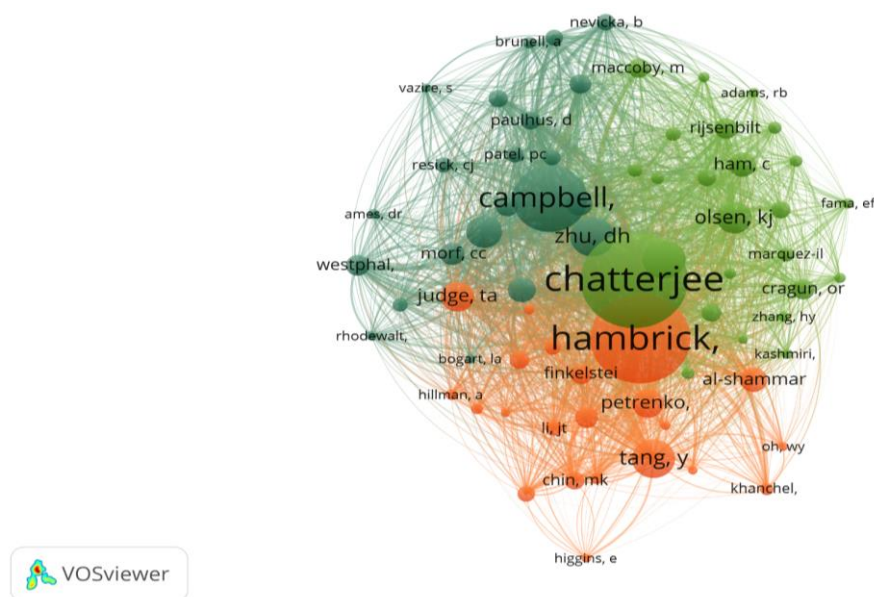 nevicka, b
brunell, a
maccoby, m
vazire, s
adams, rb
paulhus, d
rijsenbilt
patel, pc
resick, cj
ham, c
campbell,
fama, ef
ames, dr
olsen, kj
zhu, dh
morf, cc
marquez-il
westphal,
chatterjee
judge, ta
cragun, or
zhang, hy
rhodewalt,
hambrick,
bogart, la
kashmiri,
finkelstei
al-shammar
hillman, a
petrenko,
li, jt
oh, wy
tang, y
chin, mk
khanchel,
higgins, e
VOSviewer